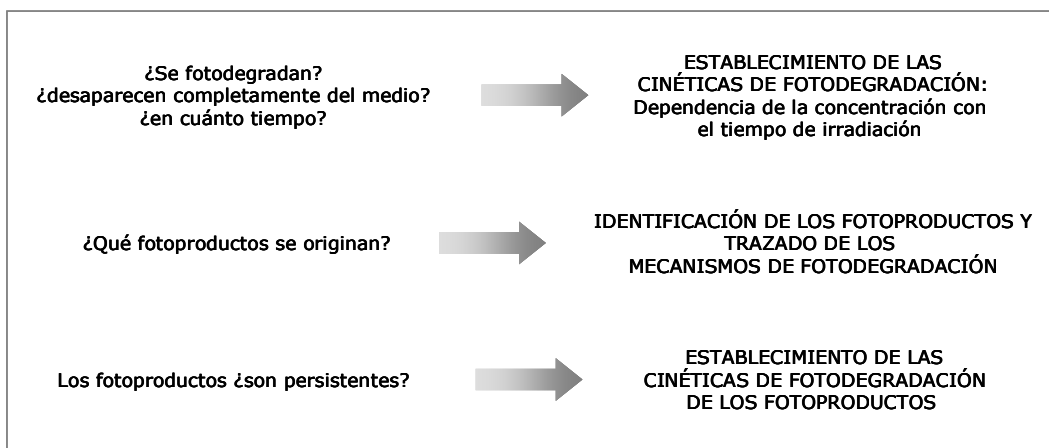 ¿Se fotodegradan?
¿desaparecen completamente del medio?
¿en cuánto tiempo?
ESTABLECIMIENTO DE LAS
CINÉTICAS DE FOTODEGRADACIÓN:
Dependencia de la concentración con
el tiempo de irradiación
¿Qué fotoproductos se originan?
IDENTIFICACIÓN DE LOS FOTOPRODUCTOS Y
TRAZADO DE LOS
MECANISMOS DE FOTODEGRADACIÓN
Los fotoproductos ¿son persistentes?
ESTABLECIMIENTO DE LAS
CINÉTICAS DE FOTODEGRADACIÓN
DE LOS FOTOPRODUCTOS